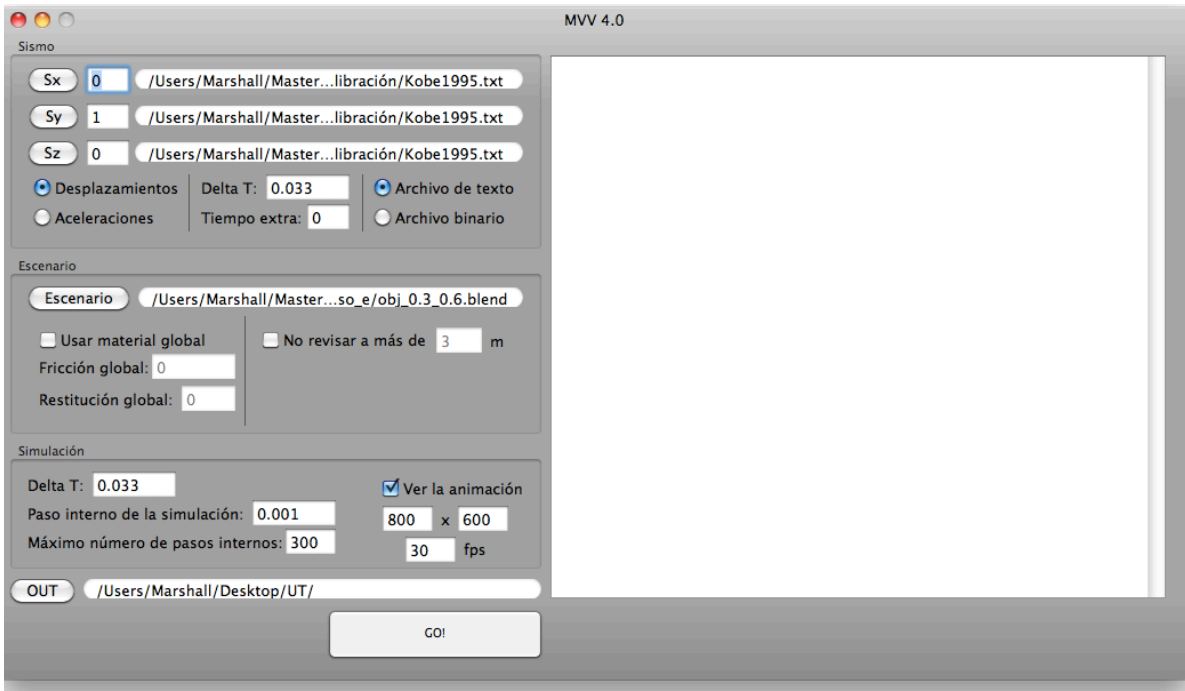 MVV 4.0
Sismo
Sx 0 /Users/Marshall/Master...libración/Kobe1995.txt
Sy 1 /Users/Marshall/Master...libración/Kobe1995.txt
Sz 0 /Users/Marshall/Master...libración/Kobe1995.txt
Desplazamientos Delta T: 0.033 Archivo de texto
Aceleraciones Tiempo extra: 0 Archivo binario
Escenario
Escenario /Users/Marshall/Master...so_e/obj_0.3_0.6.blend
Usar material global No revisar a más de 3 m
Fricción global: 0
Restitución global: 0
Simulación
Delta T: 0.033 Ver la animación
Paso interno de la simulación: 0.001 800 x 600
Máximo número de pasos internos: 300 30 fps
OUT /Users/Marshall/Desktop/UT/
GO!